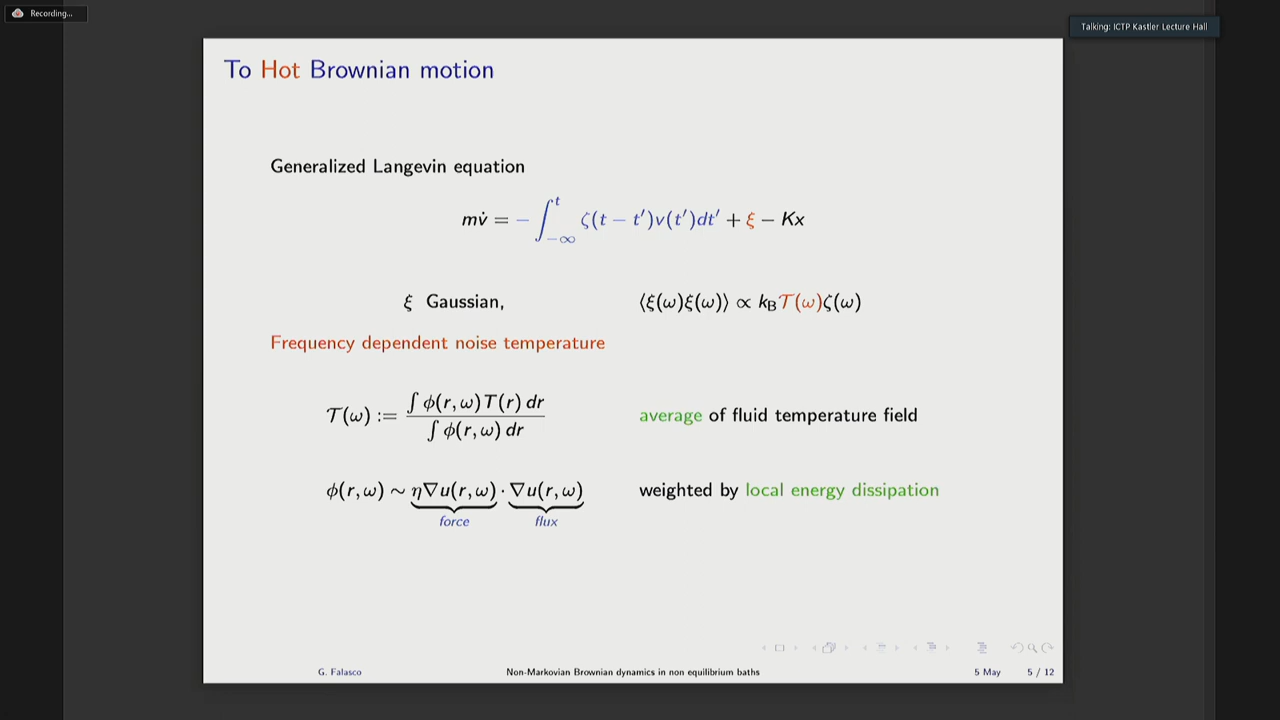 Recording...
Talking: ICTP Kastler Lecture Hall
To Hot Brownian motion
Generalized Langevin equation
mv̇ = − ∫_{−∞}^{t} ζ(t − t′)v(t′)dt′ + ξ − Kx
ξ Gaussian, ⟨ξ(ω)ξ(ω)⟩ ∝ k_B𝒯(ω)ζ(ω)
Frequency dependent noise temperature
𝒯(ω) := ∫ ϕ(r, ω)T(r) dr / ∫ ϕ(r, ω) dr average of fluid temperature field
ϕ(r, ω) ∼ η∇u(r, ω) · ∇u(r, ω) weighted by local energy dissipation
force flux
G. Falasco Non-Markovian Brownian dynamics in non equilibrium baths 5 May 5 / 12